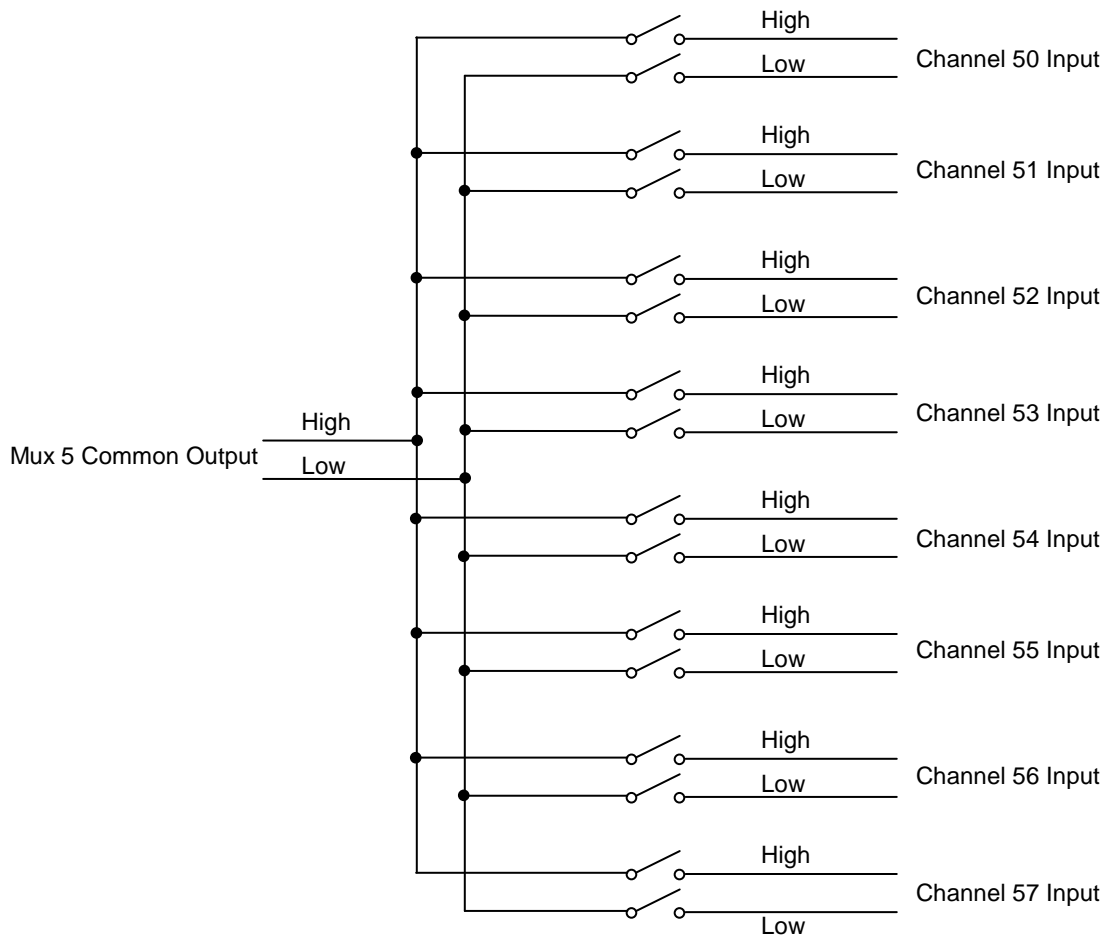 High
Low
Channel 50 Input
High
Low
Channel 51 Input
High
Low
Channel 52 Input
High
Low
Channel 53 Input
High
Low
Mux 5 Common Output
High
Low
Channel 54 Input
High
Low
Channel 55 Input
High
Low
Channel 56 Input
High
Low
Channel 57 Input